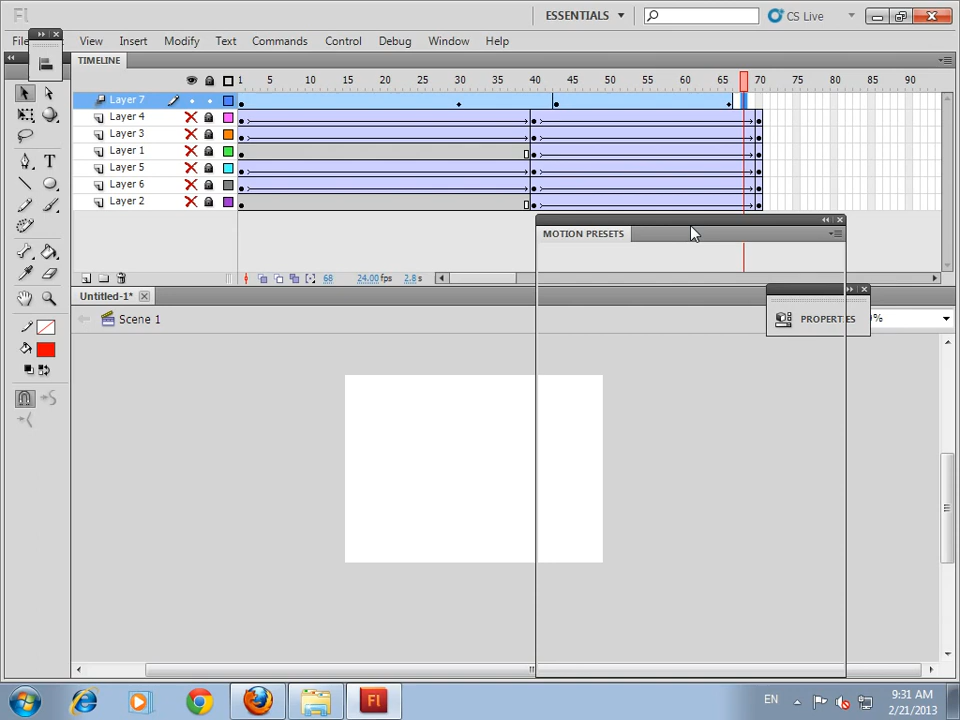 Fl
ESSENTIALS
CS Live
View Insert Modify Text Commands Control Debug Window Help
TIMELINE
1 5 10 15 20 25 30 35 40 45 50 55 60 65 70 75 80 85 90
Layer 7
Layer 4
Layer 3
Layer 1
Layer 5
Layer 6
Layer 2
MOTION PRESETS
68 24.00 fps 2.8 s
Untitled-1*
Scene 1
PROPERTIES
%
T
EN
Fl
9:31 AM
2/21/2013